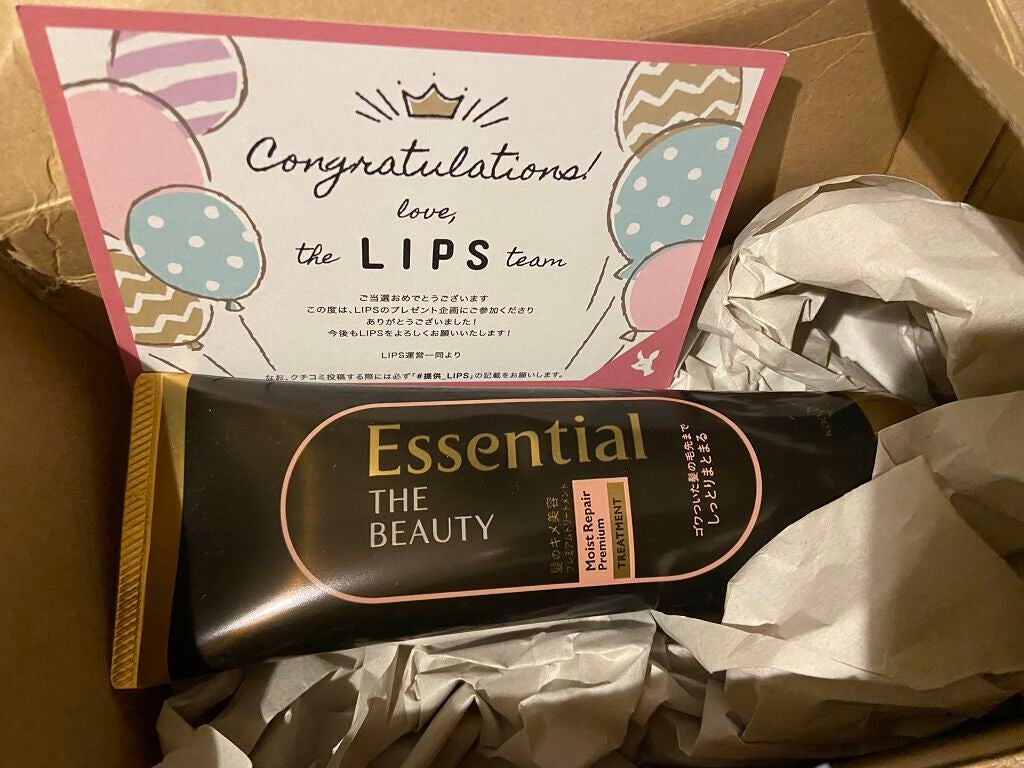 Congratulations!
love,
the LIPS team
ご当選おめでとうございます
この度は、LIPSのプレゼント企画にご参加くださり
ありがとうございました!
今後もLIPSをよろしくお願いいたします!
LIPS運営一同より
なお、クチコミ投稿する際には必ず「#提供_LIPS」の記載をお願いします。
Essential
THE
BEAUTY
髪のキメ美容
プレミアムトリートメント
Moist Repair
Premium
TREATMENT
ゴワついた髪の毛先まで
しっとりまとまる